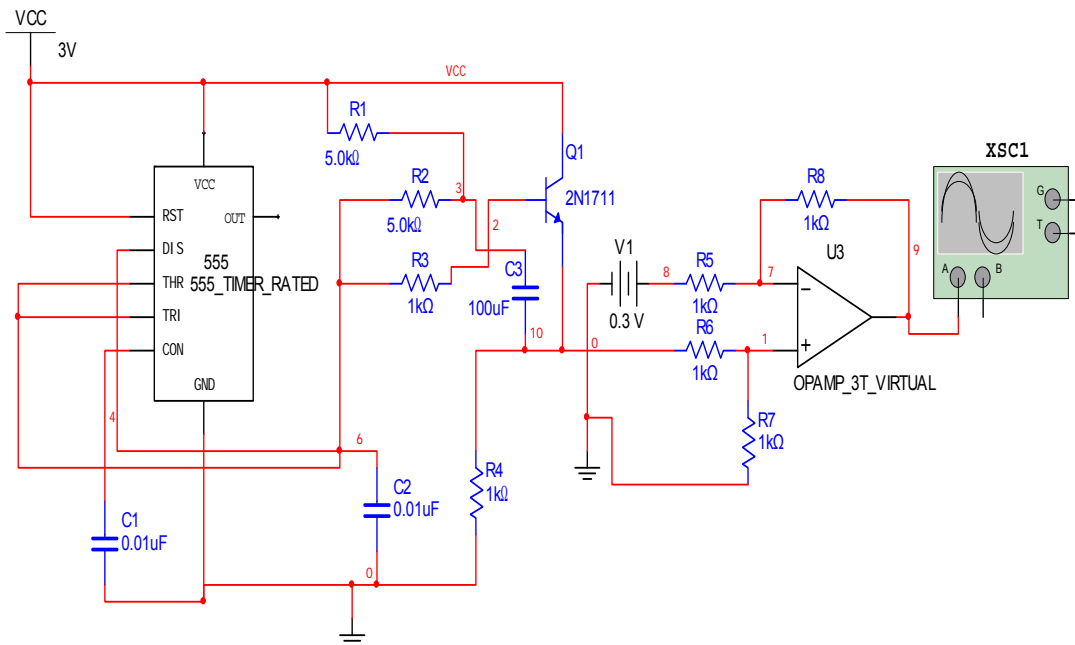 VCC
3V
VCC
R1
5.0kΩ
Q1
2N1711
VCC
RST
OUT
DIS
555
THR
555_TIMER_RATED
TRI
CON
GND
R2
5.0kΩ
3
2
R3
1kΩ
C3
100uF
10
0
V1
0.3 V
8
R5
1kΩ
7
R6
1kΩ
1
R8
1kΩ
U3
9
OPAMP_3T_VIRTUAL
R7
1kΩ
XSC1
G
T
A
B
4
6
R4
1kΩ
C2
0.01uF
C1
0.01uF
0